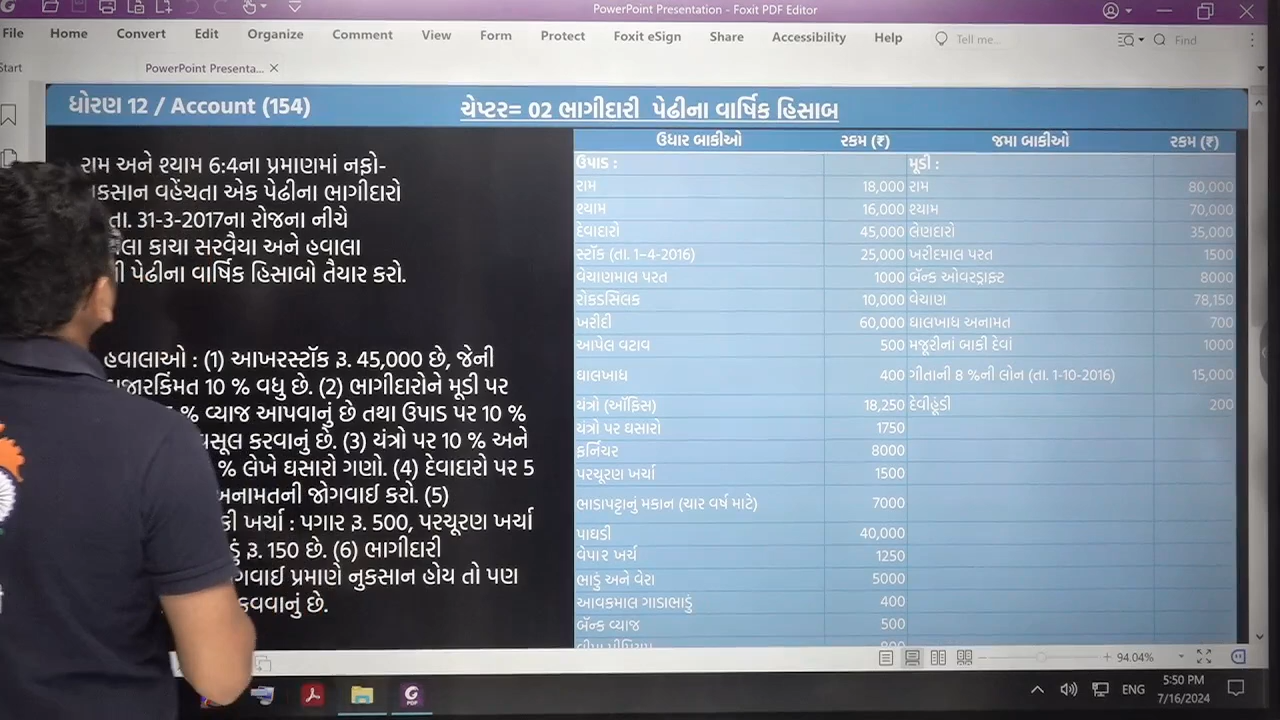 PowerPoint Presentation - Foxit PDF Editor
File Home Convert Edit Organize Comment View Form Protect Foxit eSign Share Accessibility Help Tell me... Find
Start PowerPoint Presenta...
ધોરણ 12 / Account (154) ચેપ્ટર= 02 ભાગીદારી પેઢીના વાર્ષિક હિસાબ
રામ અને શ્યામ 6:4ના પ્રમાણમાં નફો-
વહેંચતા એક પેઢીના ભાગીદારો
તા. 31-3-2017ના રોજના નીચે
કાચા સરવૈયા અને હવાલા
પેઢીના વાર્ષિક હિસાબો તૈયાર કરો.
હવાલાઓ : (1) આખરસ્ટૉક રૂ. 45,000 છે, જેની
10 % વધુ છે. (2) ભાગીદારોને મૂડી પર
% વ્યાજ આપવાનું છે તથા ઉપાડ પર 10 %
કરવાનું છે. (3) યંત્રો પર 10 % અને
% લેખે ઘસારો ગણો. (4) દેવાદારો પર 5
જોગવાઈ કરો. (5)
ખર્ચા : પગાર રૂ. 500, પરચૂરણ ખર્ચા
રૂ. 150 છે. (6) ભાગીદારી
પ્રમાણે નુકસાન હોય તો પણ
છે.
ઉધાર બાકીઓ રકમ (₹) જમા બાકીઓ રકમ (₹)
ઉપાડ : મૂડી :
રામ 18,000 રામ 80,000
શ્યામ 16,000 શ્યામ 70,000
દેવાદારો 45,000 લેણદારો 35,000
સ્ટૉક (તા. 1–4-2016) 25,000 ખરીદમાલ પરત 1500
વેચાણમાલ પરત 1000 બૅન્ક ઓવરડ્રાફ્ટ 8000
રોકડસિલક 10,000 વેચાણ 78,150
ખરીદી 60,000 ઘાલખાધ અનામત 700
આપેલ વટાવ 500 મજૂરીનાં બાકી દેવાં 1000
ઘાલખાધ 400 ગીતાની 8 %ની લોન (તા. 1-10-2016) 15,000
યંત્રો (ઑફિસ) 18,250 દેવીહૂંડી 200
યંત્રો પર ઘસારો 1750
ફર્નિચર 8000
પરચૂરણ ખર્ચા 1500
ભાડાપટ્ટાનું મકાન (ચાર વર્ષ માટે) 7000
પાઘડી 40,000
વેપાર ખર્ચ 1250
ભાડું અને વેરા 5000
આવકમાલ ગાડાભાડું 400
બૅન્ક વ્યાજ 500
94.04%
ENG 5:50 PM
7/16/2024